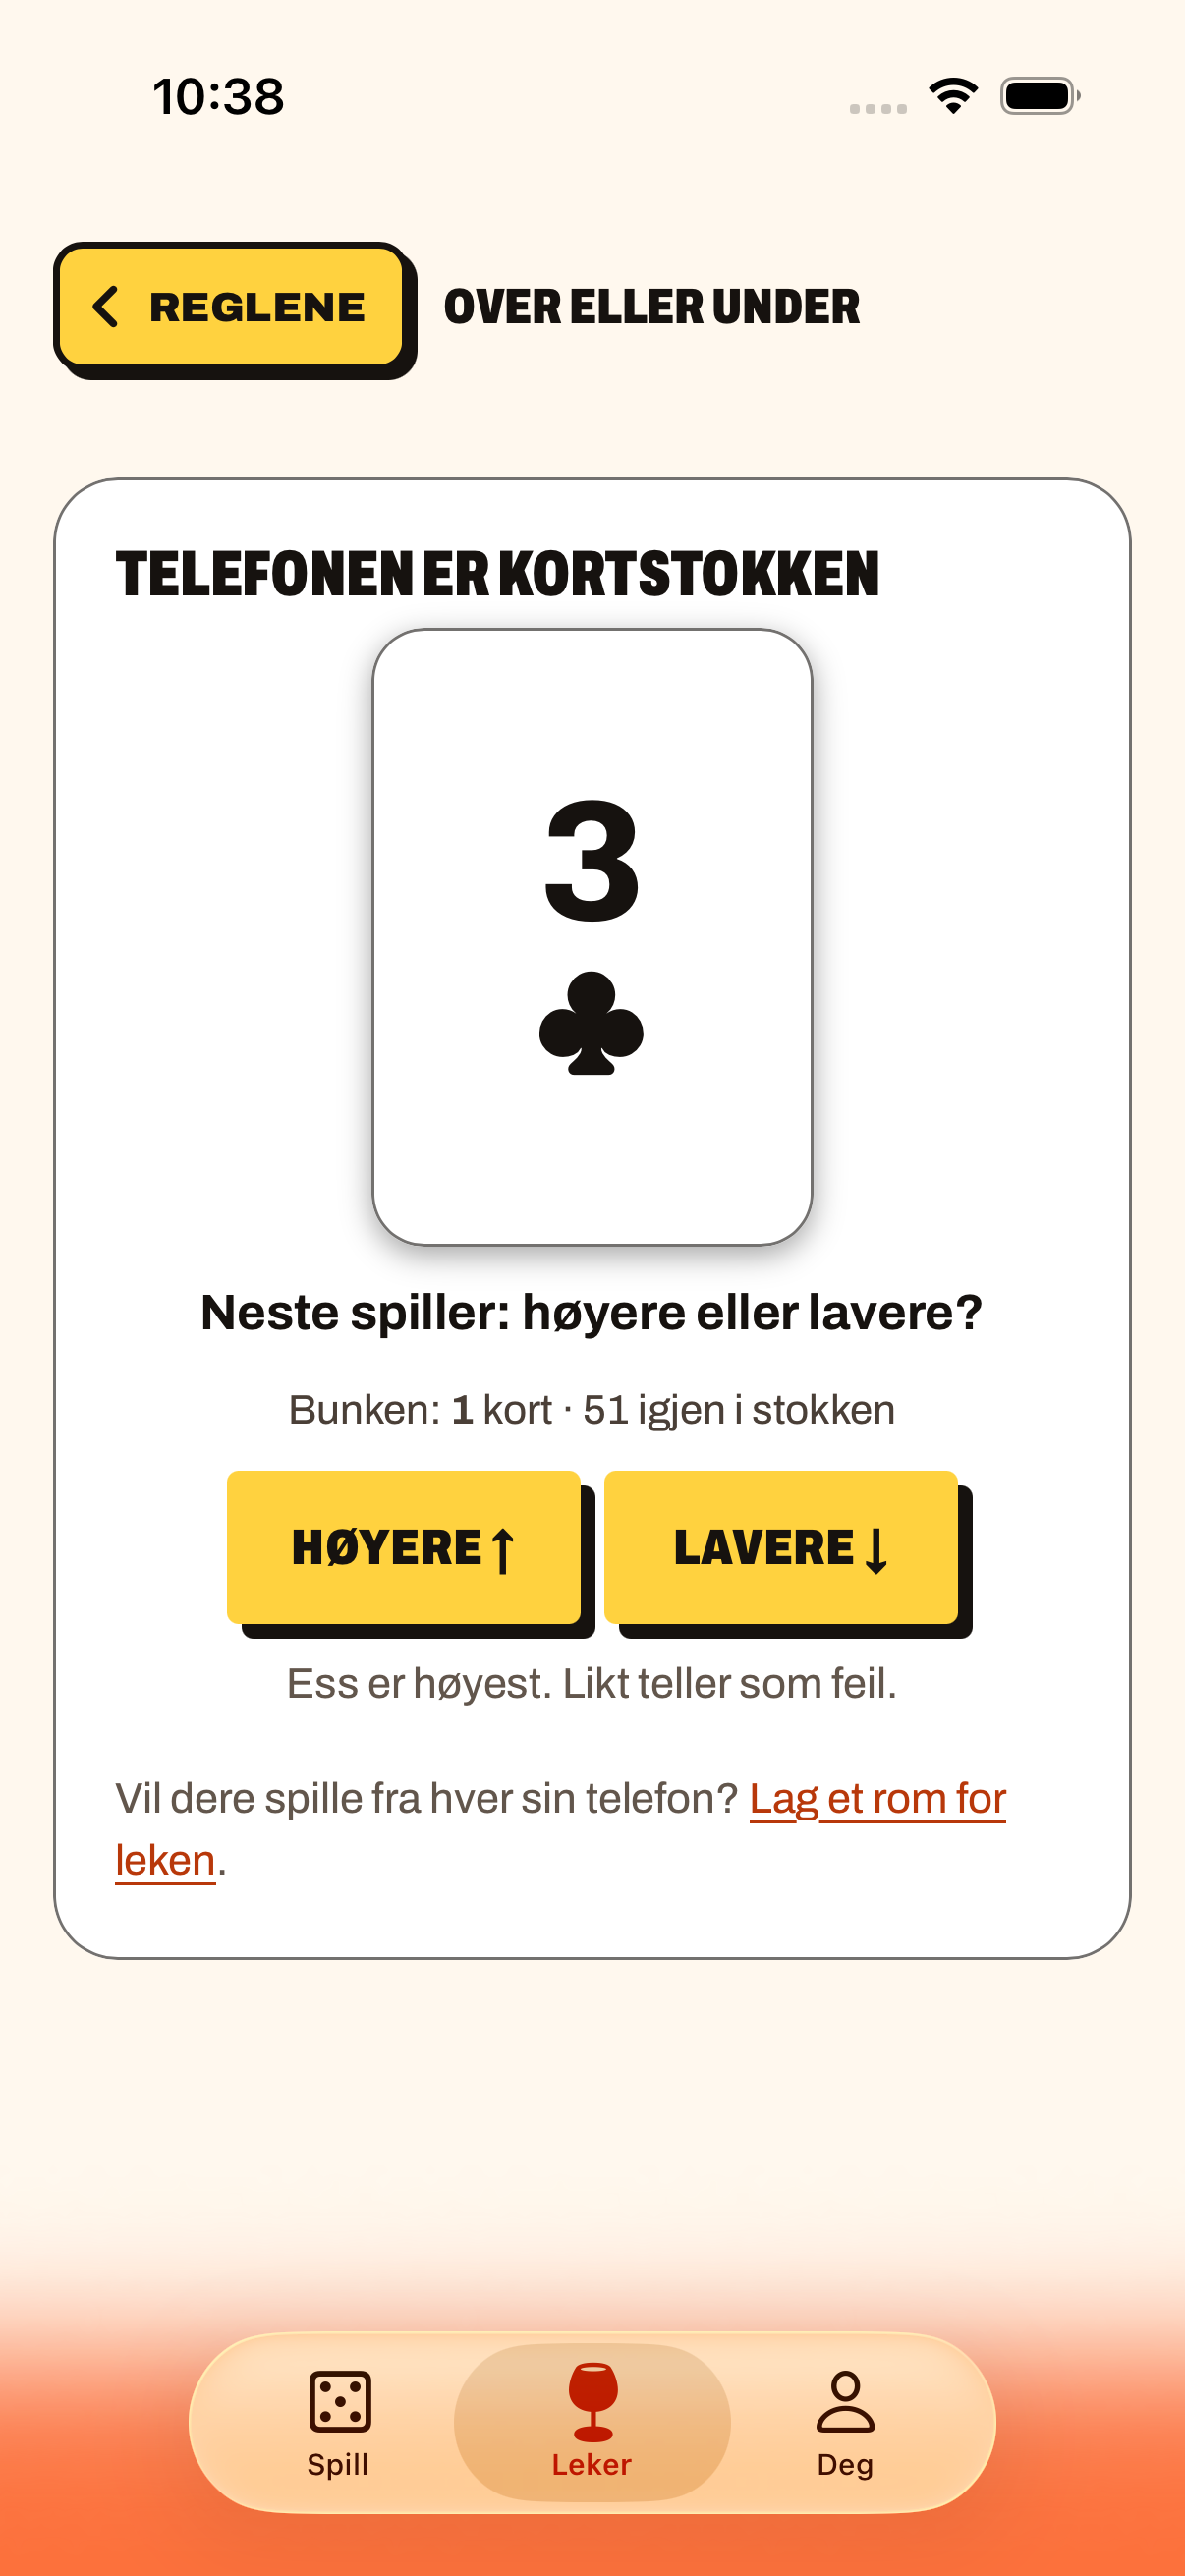 10:38
REGLENE
OVER ELLER UNDER
TELEFONEN ER KORTSTOKKEN
3
Neste spiller: høyere eller lavere?
Bunken: 1 kort · 51 igjen i stokken
HØYERE ↑
LAVERE ↓
Ess er høyest. Likt teller som feil.
Vil dere spille fra hver sin telefon? Lag et rom for
leken.
Spill
Leker
Deg